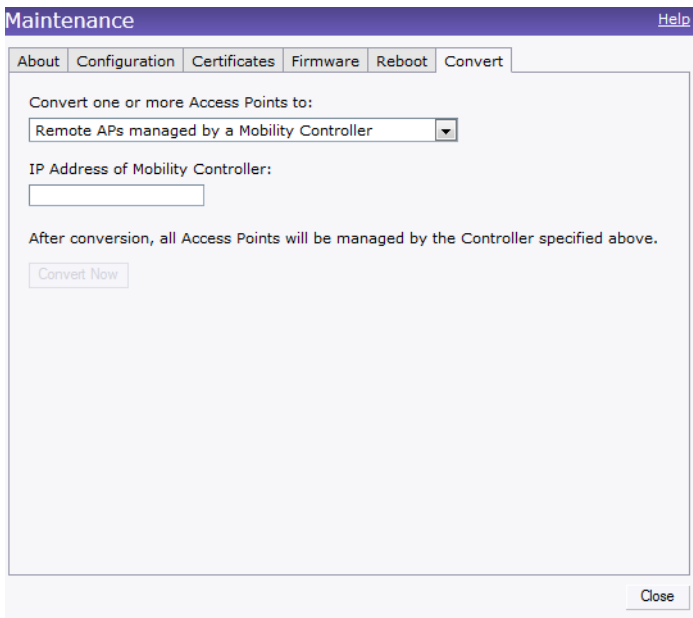 Maintenance Help
About Configuration Certificates Firmware Reboot Convert
Convert one or more Access Points to:
Remote APs managed by a Mobility Controller
IP Address of Mobility Controller:
After conversion, all Access Points will be managed by the Controller specified above.
Convert Now
Close